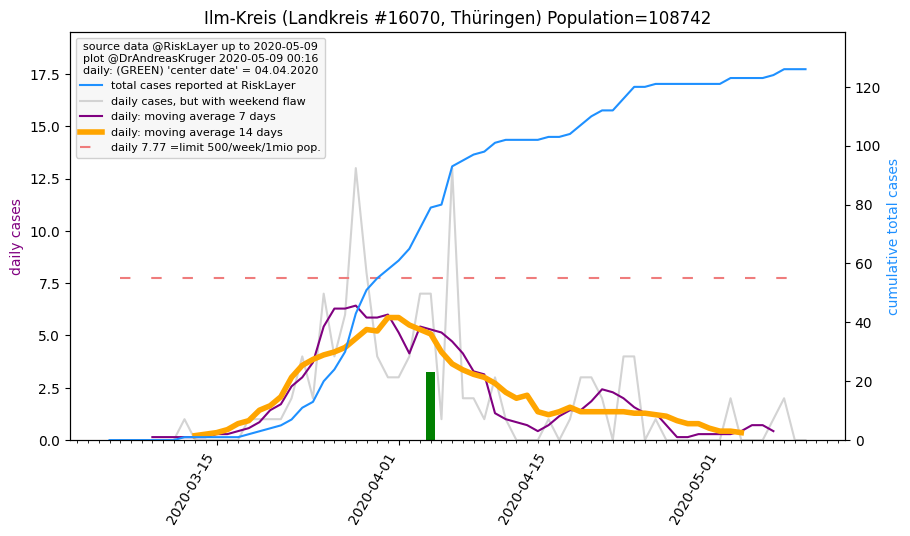 Ilm-Kreis (Landkreis #16070, Thüringen) Population=108742
source data @RiskLayer up to 2020-05-09
plot @DrAndreasKruger 2020-05-09 00:16
daily: (GREEN) 'center date' = 04.04.2020
total cases reported at RiskLayer
daily cases, but with weekend flaw
daily: moving average 7 days
daily: moving average 14 days
daily 7.77 =limit 500/week/1mio pop.
daily cases
17.5
15.0
12.5
10.0
7.5
5.0
2.5
0.0
120
100
80
60
40
20
0
cumulative total cases
2020-03-15
2020-04-01
2020-04-15
2020-05-01